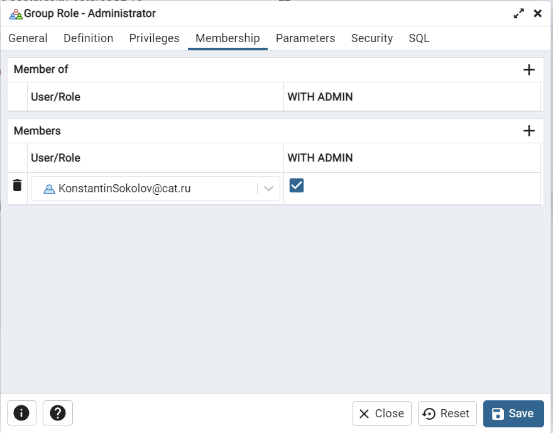 Group Role - Administrator
General Definition Privileges Membership Parameters Security SQL
Member of
User/Role WITH ADMIN
Members
User/Role WITH ADMIN
KonstantinSokolov@cat.ru
Close Reset Save